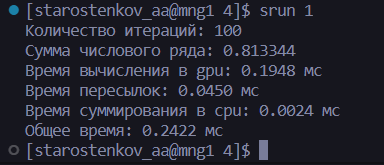 [starostenkov_aa@mng1 4]$ srun 1
Количество итераций: 100
Сумма числового ряда: 0.813344
Время вычисления в gpu: 0.1948 мс
Время пересылок: 0.0450 мс
Время суммирования в cpu: 0.0024 мс
Общее время: 0.2422 мс
[starostenkov_aa@mng1 4]$